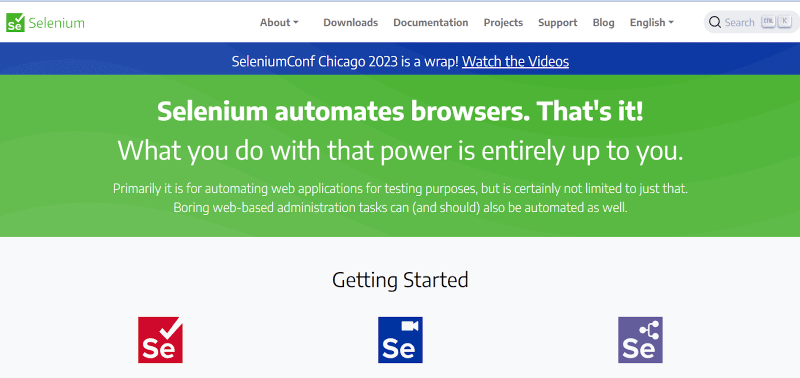 Se Selenium About Downloads Documentation Projects Support Blog English Search CTRL K
SeleniumConf Chicago 2023 is a wrap! Watch the Videos
Selenium automates browsers. That's it!
What you do with that power is entirely up to you.
Primarily it is for automating web applications for testing purposes, but is certainly not limited to just that.
Boring web-based administration tasks can (and should) also be automated as well.
Getting Started
Se Se Se